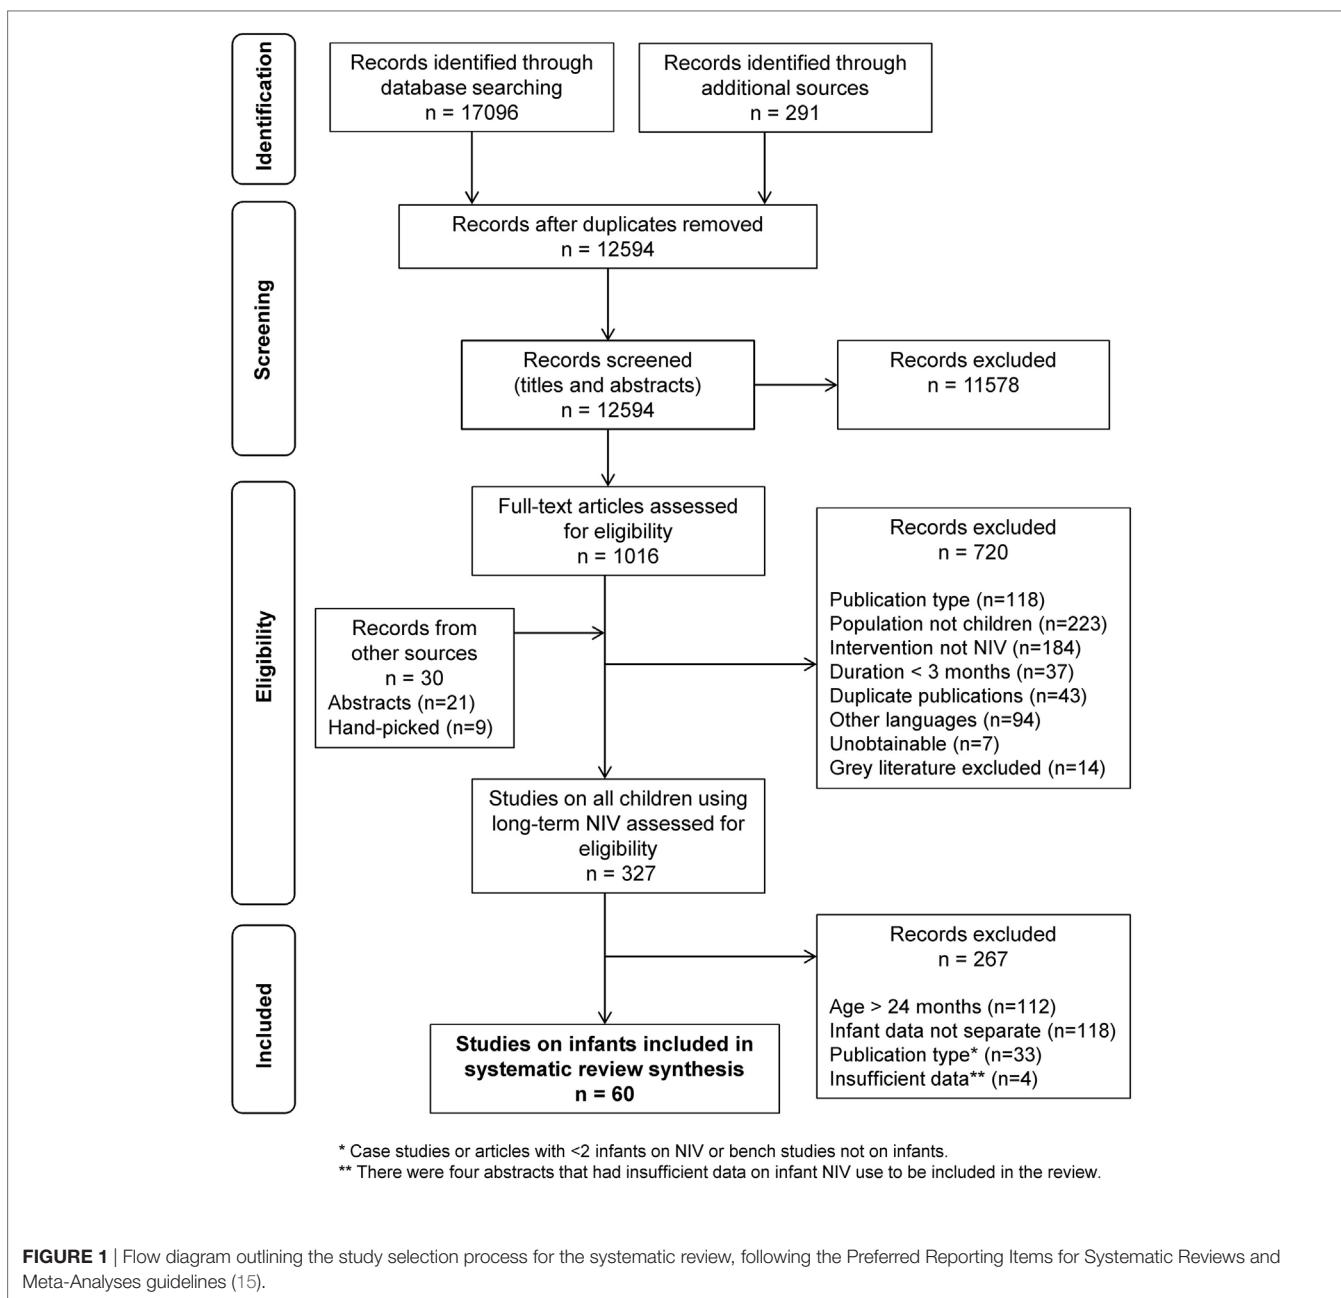 Identification
Records identified through
database searching
n = 17096
Records identified through
additional sources
n = 291
Screening
Records after duplicates removed
n = 12594
Records screened
(titles and abstracts)
n = 12594
Records excluded
n = 11578
Eligibility
Full-text articles assessed
for eligibility
n = 1016
Records excluded
n = 720
Publication type (n=118)
Population not children (n=223)
Intervention not NIV (n=184)
Duration < 3 months (n=37)
Duplicate publications (n=43)
Other languages (n=94)
Unobtainable (n=7)
Grey literature excluded (n=14)
Records from
other sources
n = 30
Abstracts (n=21)
Hand-picked (n=9)
Studies on all children using
long-term NIV assessed for
eligibility
n = 327
Included
Records excluded
n = 267
Age > 24 months (n=112)
Infant data not separate (n=118)
Publication type* (n=33)
Insufficient data** (n=4)
Studies on infants included in
systematic review synthesis
n = 60
* Case studies or articles with <2 infants on NIV or bench studies not on infants.
** There were four abstracts that had insufficient data on infant NIV use to be included in the review.
FIGURE 1 | Flow diagram outlining the study selection process for the systematic review, following the Preferred Reporting Items for Systematic Reviews and
Meta-Analyses guidelines (15).